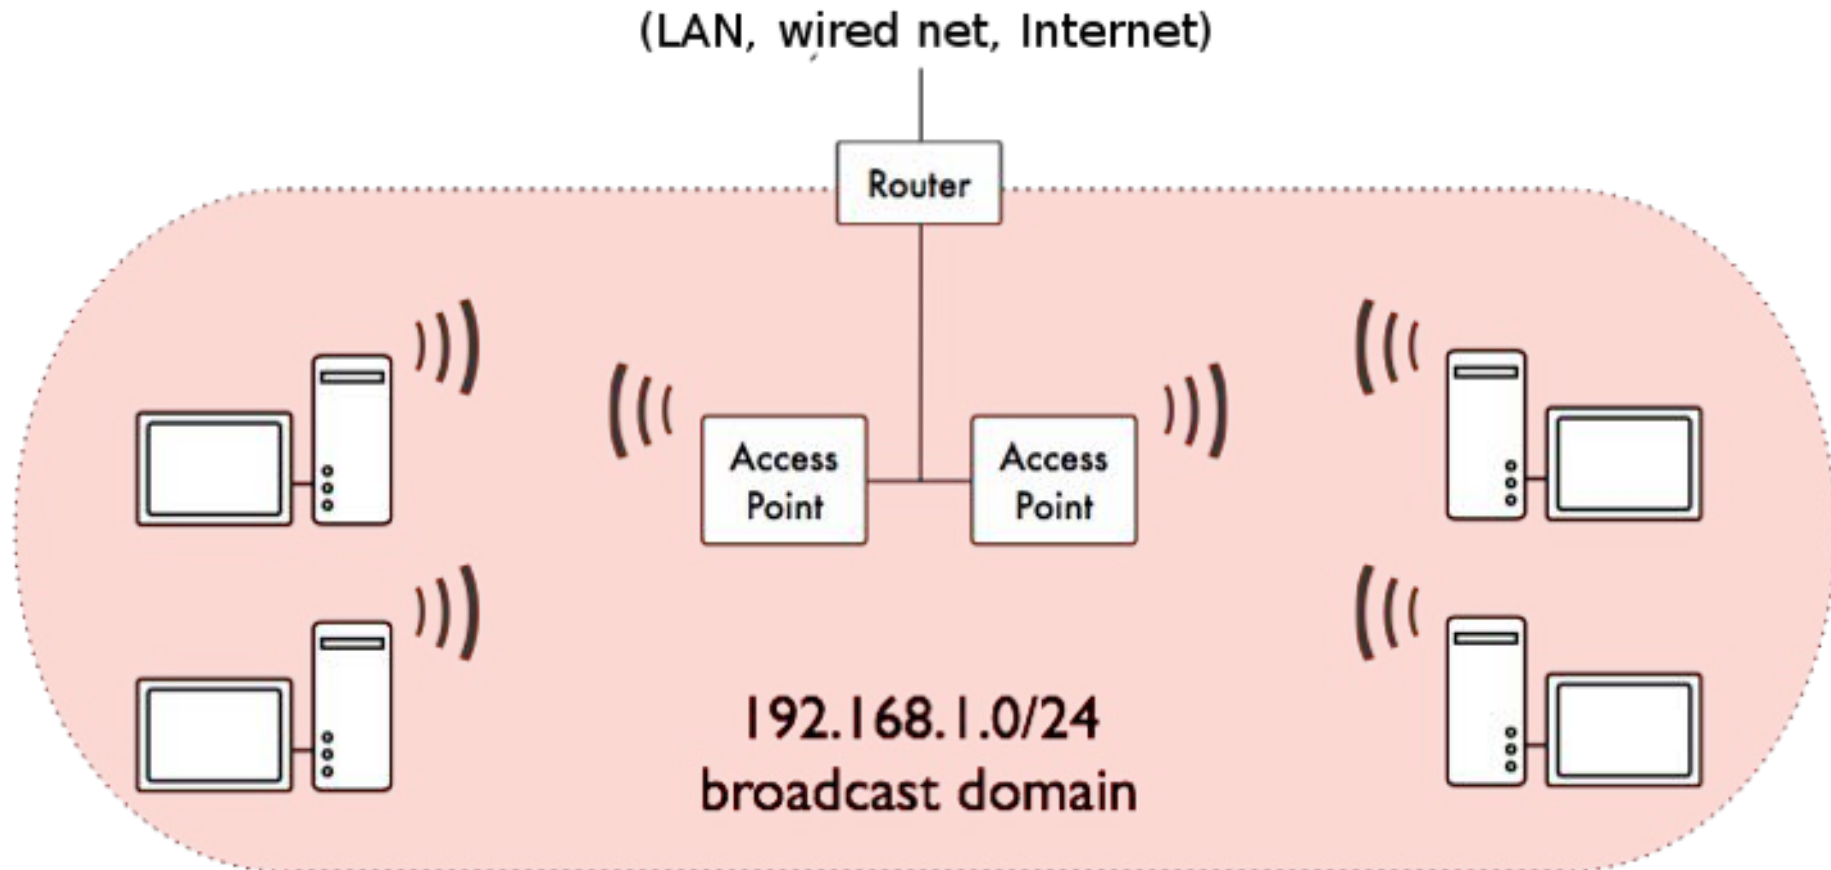 (LAN, wired net, Internet)
Router
Access
Point
Access
Point
192.168.1.0/24
broadcast domain